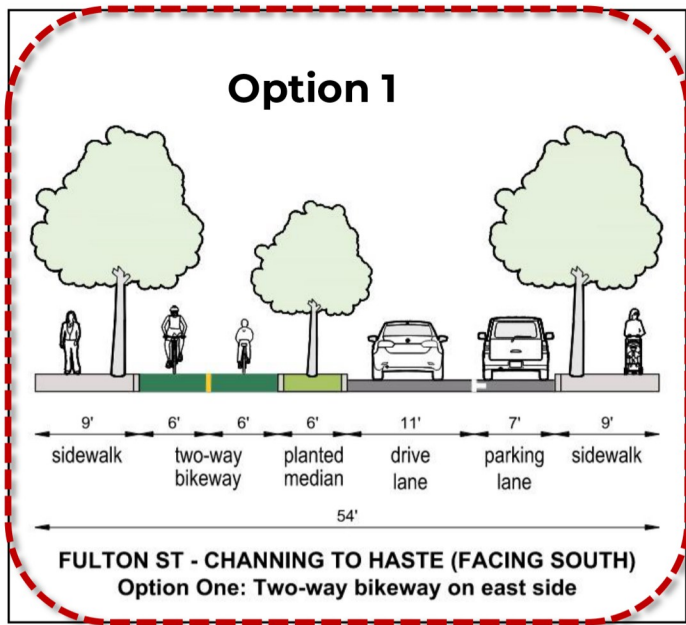 Option 1
9' 6' 6' 6' 11' 7' 9'
sidewalk two-way planted drive parking sidewalk
bikeway median lane lane
54'
FULTON ST - CHANNING TO HASTE (FACING SOUTH)
Option One: Two-way bikeway on east side